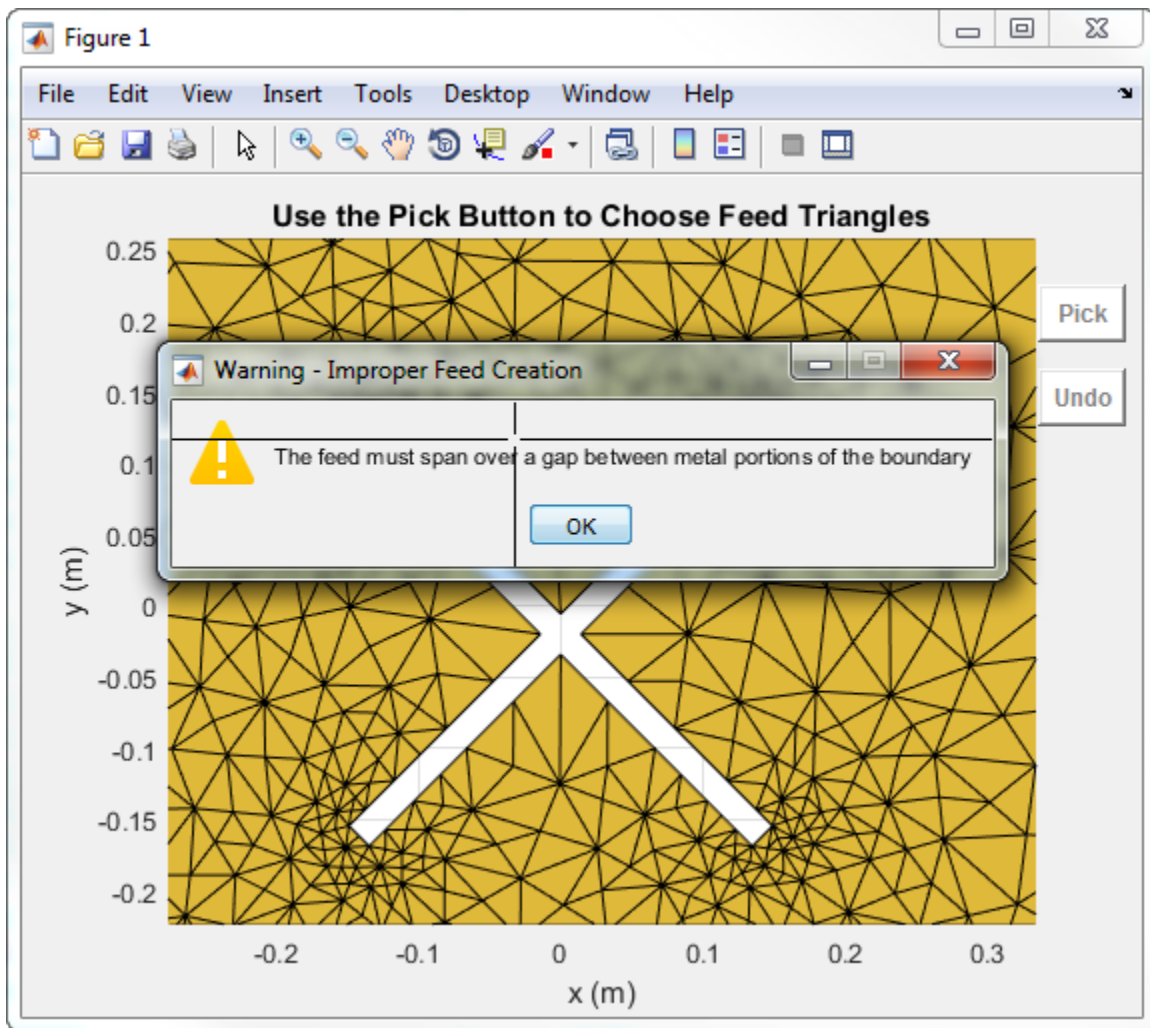 Figure 1
File Edit View Insert Tools Desktop Window Help
Use the Pick Button to Choose Feed Triangles
0.25
0.2
0.15
0.1
0.05
0
-0.05
-0.1
-0.15
-0.2
y (m)
Pick
Undo
Warning - Improper Feed Creation
The feed must span over a gap between metal portions of the boundary
OK
-0.2 -0.1 0 0.1 0.2 0.3
x (m)